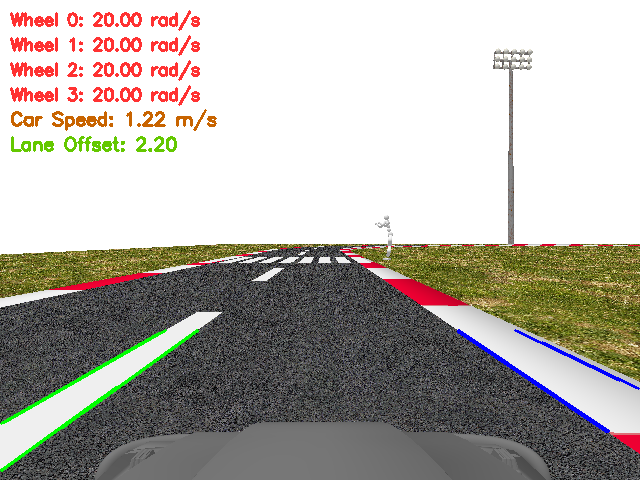 Wheel 0: 20.00 rad/s
Wheel 1: 20.00 rad/s
Wheel 2: 20.00 rad/s
Wheel 3: 20.00 rad/s
Car Speed: 1.22 m/s
Lane Offset: 2.20